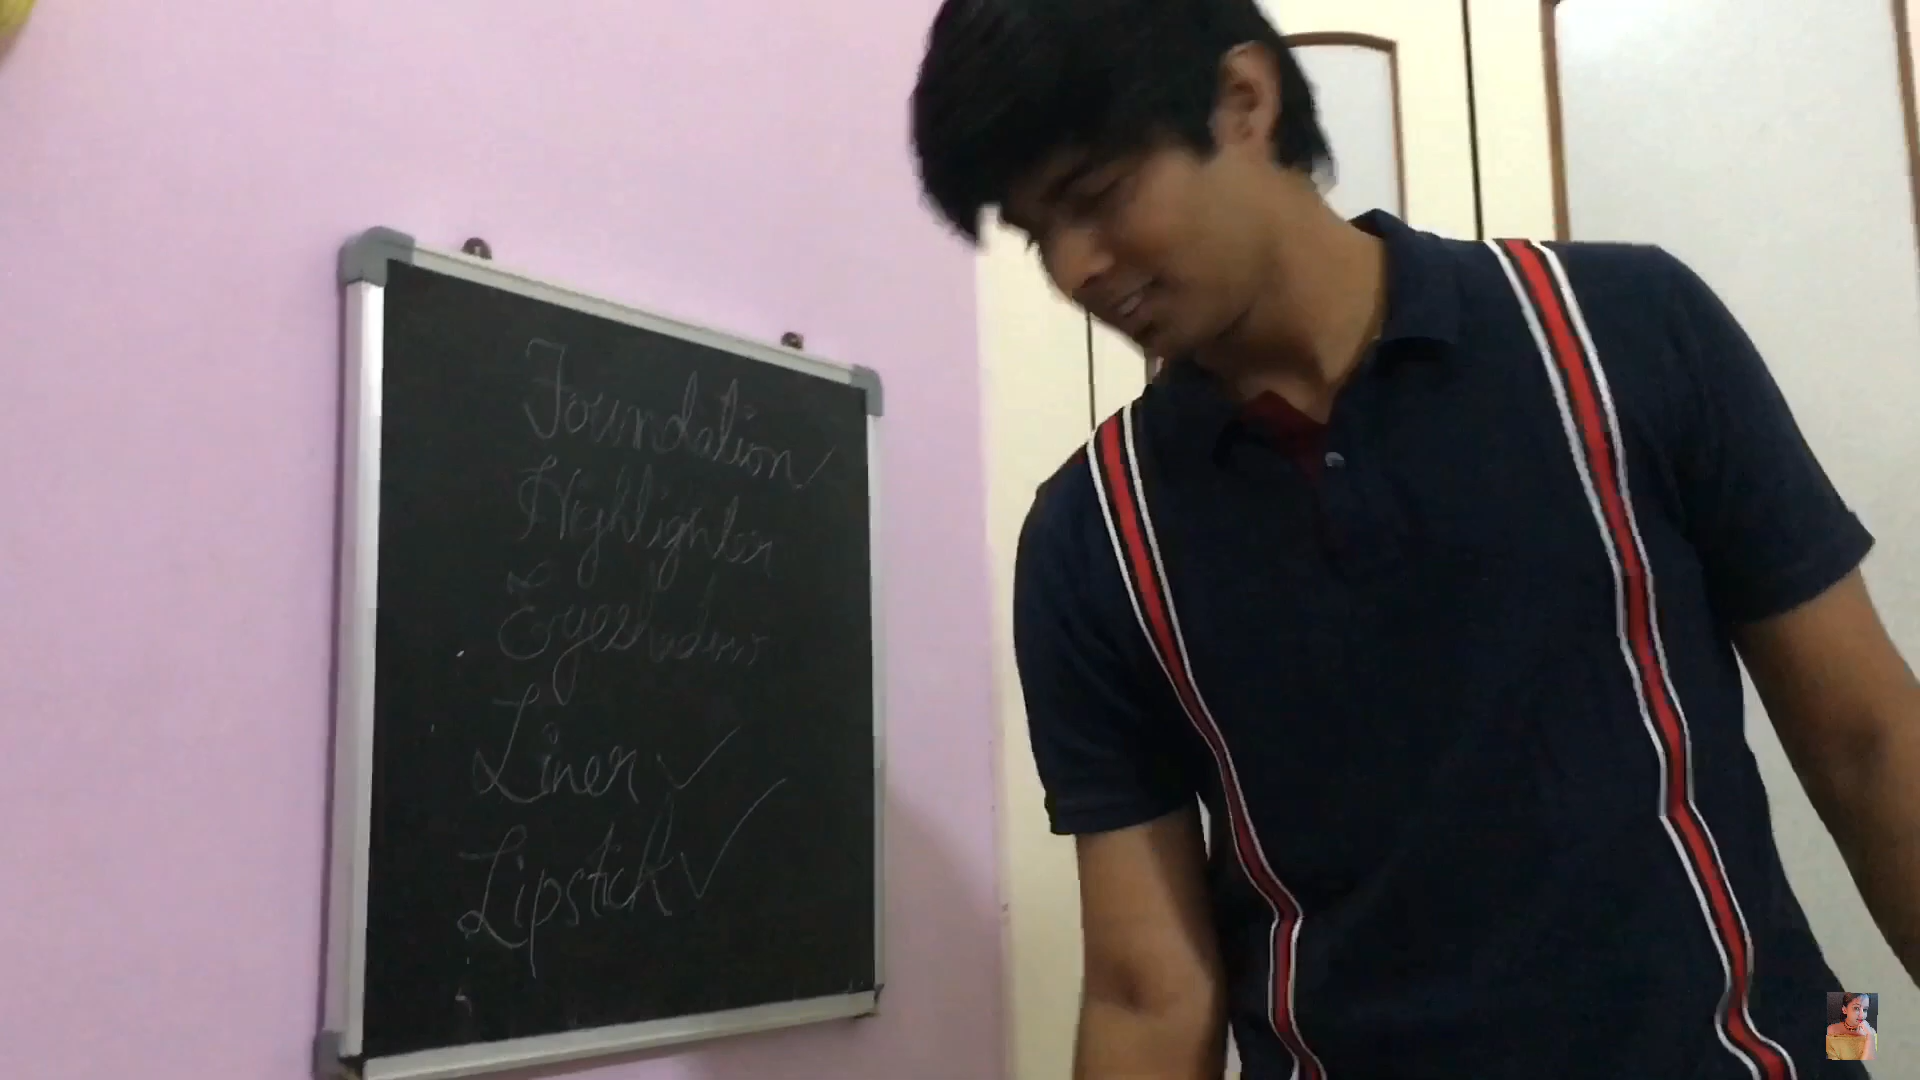 Foundation ✓
Highlighter
Eyeshadow
Liner ✓
Lipstick ✓